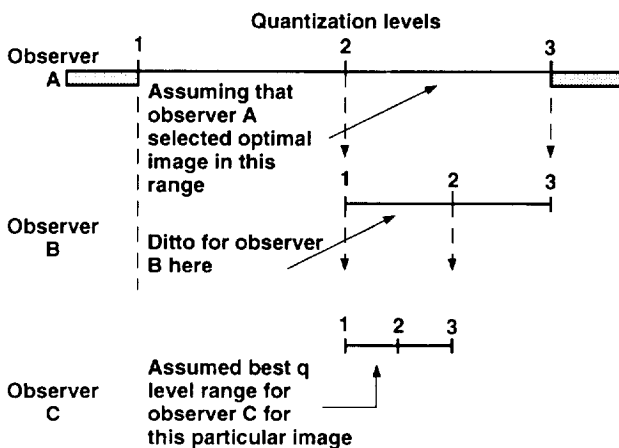 Quantization levels
1 2 3
Observer
A
Assuming that
observer A
selected optimal
image in this
range
1 2 3
Observer
B
Ditto for observer
B here
1 2 3
Assumed best q
level range for
observer C for
this particular image
Observer
C